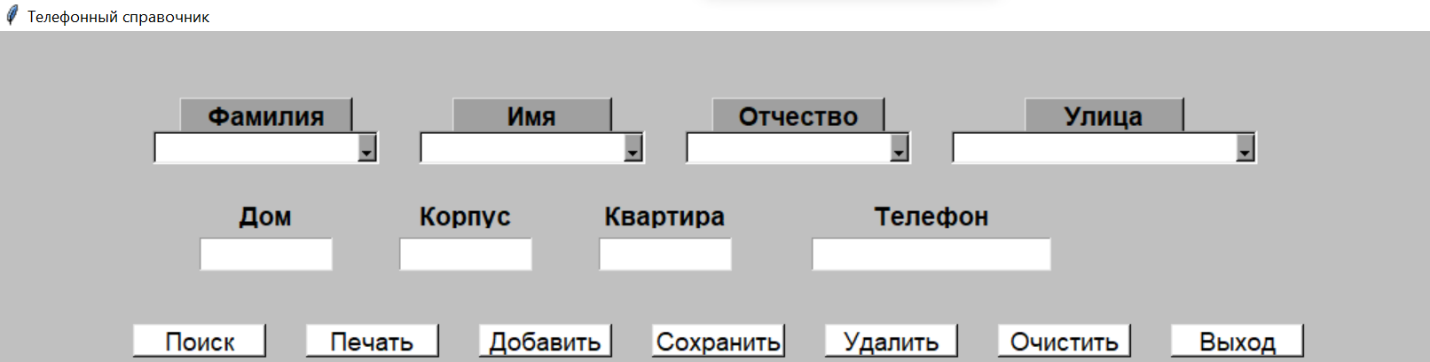 Телефонный справочник
Фамилия Имя Отчество Улица
Дом Корпус Квартира Телефон
Поиск Печать Добавить Сохранить Удалить Очистить Выход